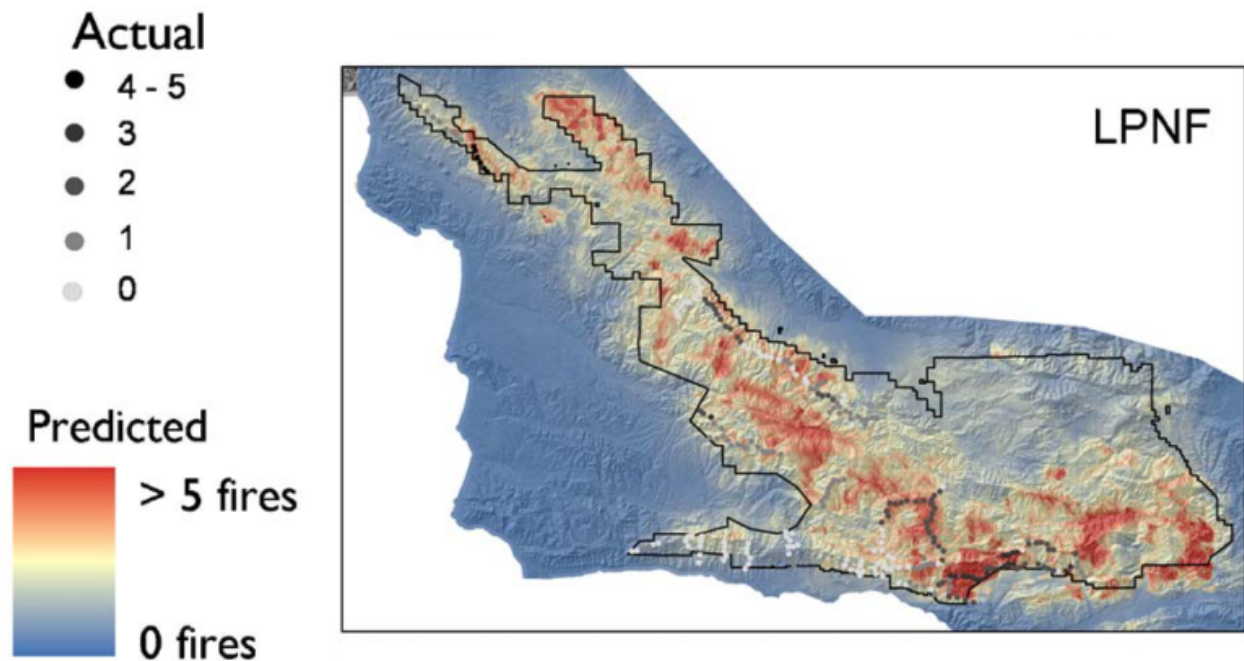 Actual
4 - 5
3
2
1
0
Predicted
> 5 fires
0 fires
LPNF